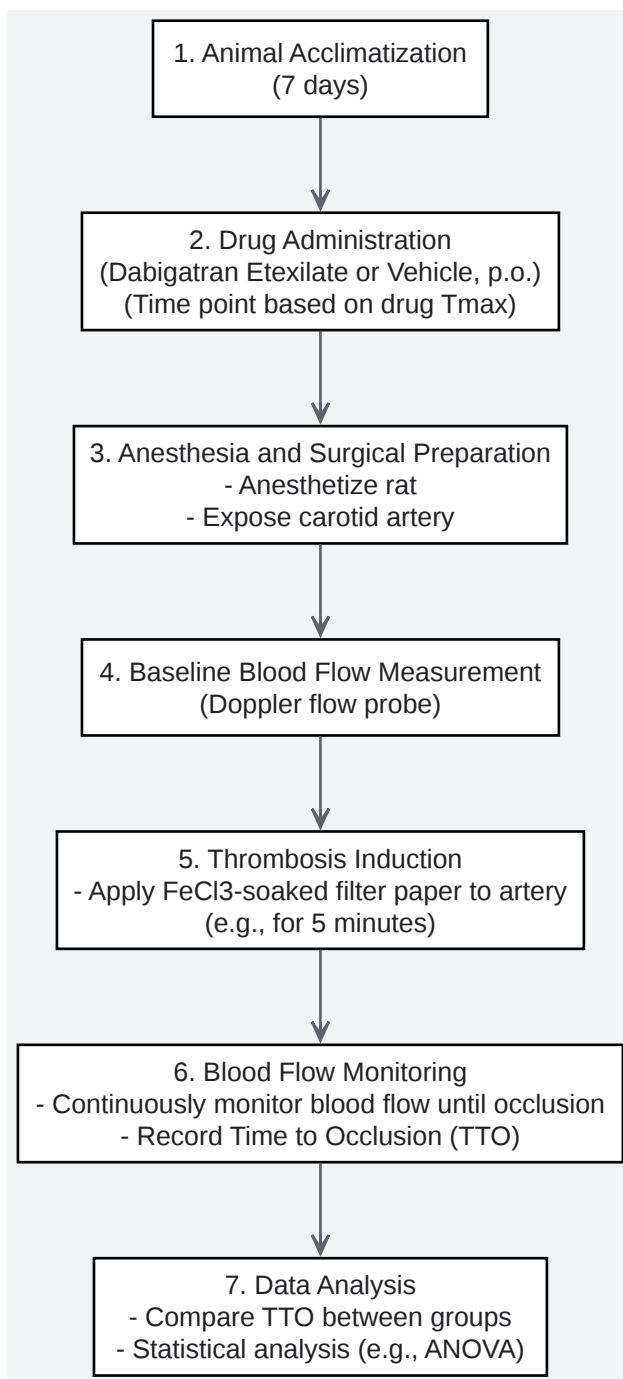 1. Animal Acclimatization
(7 days)
2. Drug Administration
(Dabigatran Etexilate or Vehicle, p.o.)
(Time point based on drug Tmax)
3. Anesthesia and Surgical Preparation
- Anesthetize rat
- Expose carotid artery
4. Baseline Blood Flow Measurement
(Doppler flow probe)
5. Thrombosis Induction
- Apply FeCl3-soaked filter paper to artery
(e.g., for 5 minutes)
6. Blood Flow Monitoring
- Continuously monitor blood flow until occlusion
- Record Time to Occlusion (TTO)
7. Data Analysis
- Compare TTO between groups
- Statistical analysis (e.g., ANOVA)